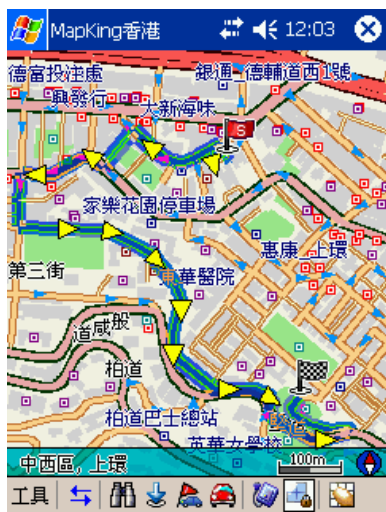 MapKing香港
12:03
德富投注處
銀通_德輔道西1號
興發行
大新海味
S
家樂花園停車場
惠康_上環
第三街
東華醫院
般咸道
柏道
柏道巴士總站
英華女學校
100m
中西區, 上環
工具